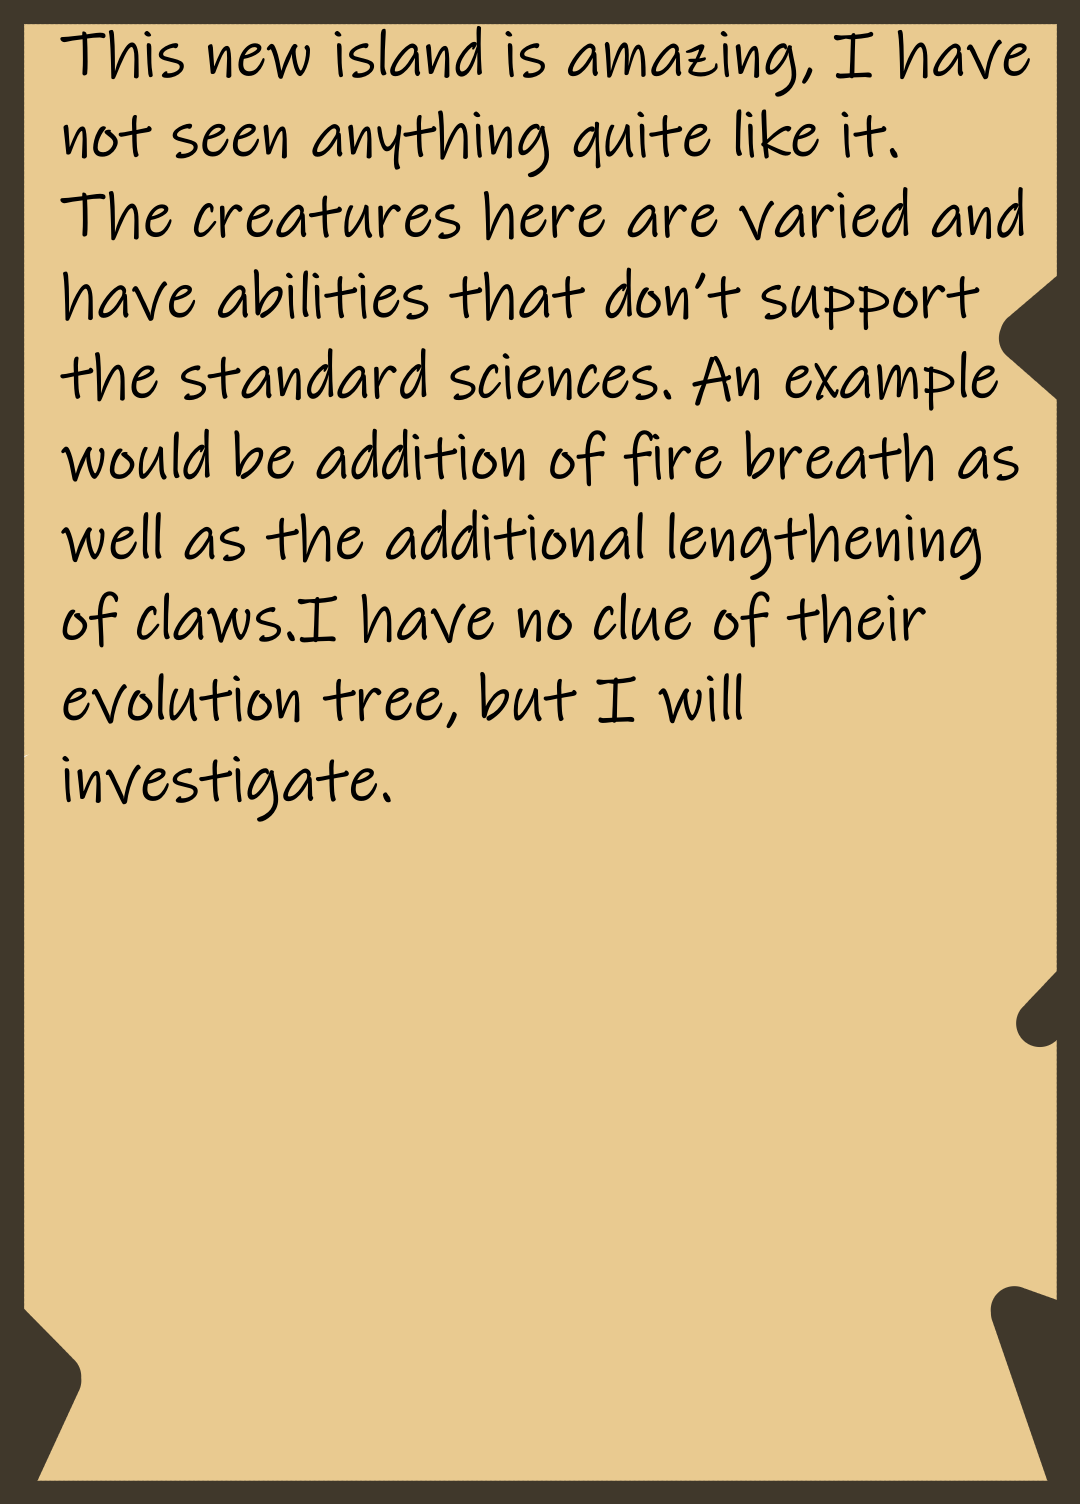 This new island is amazing, I have
not seen anything quite like it.
The creatures here are varied and
have abilities that don't support
the standard sciences. An example
would be addition of fire breath as
well as the additional lengthening
of claws.I have no clue of their
evolution tree, but I will
investigate.